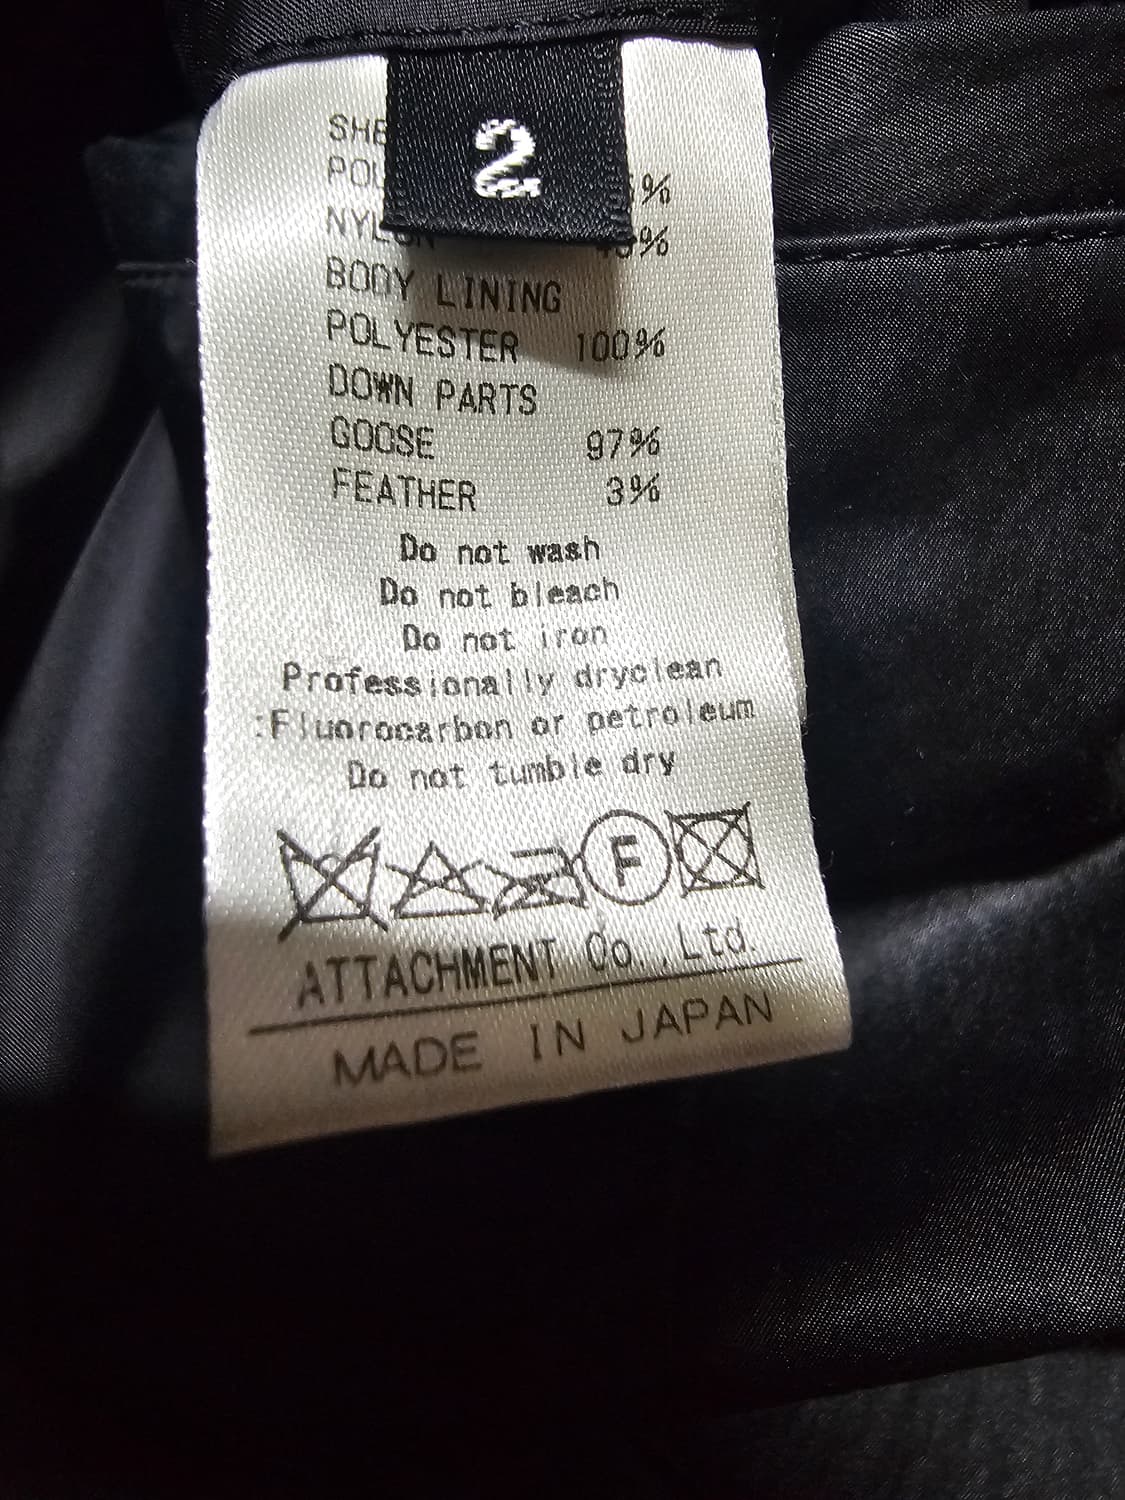 2
%
%
BODY LINING
POLYESTER 100%
DOWN PARTS
GOOSE 97%
FEATHER 3%
Do not wash
Do not bleach
Do not iron
Professionally dryclean
:Fluorocarbon or petroleum
Do not tumble dry
F
ATTACHMENT Co.,Ltd.
MADE IN JAPAN